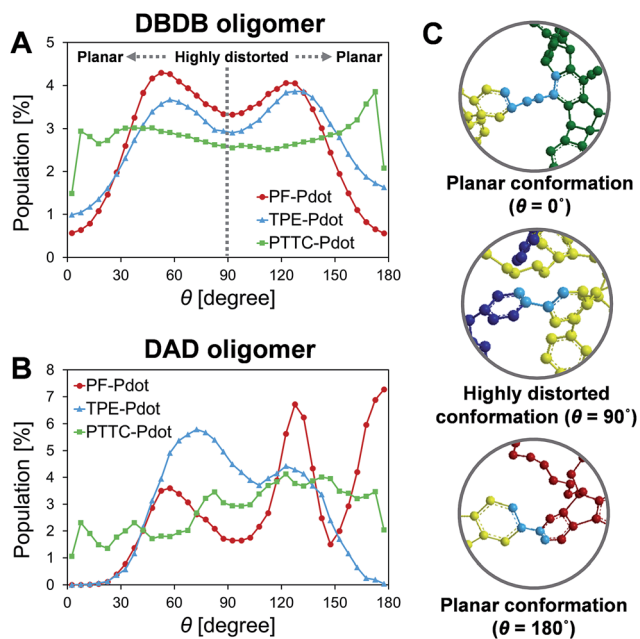 DBDB oligomer
A
Planar
Highly distorted
Planar
5
4
3
2
1
0
Population [%]
PF-Pdot
TPE-Pdot
PTTC-Pdot
0 30 60 90 120 150 180
θ [degree]
DAD oligomer
B
8
7
6
5
4
3
2
1
0
Population [%]
PF-Pdot
TPE-Pdot
PTTC-Pdot
0 30 60 90 120 150 180
θ [degree]
C
Planar conformation
(θ = 0˚)
Highly distorted
conformation (θ = 90˚)
Planar conformation
(θ = 180˚)